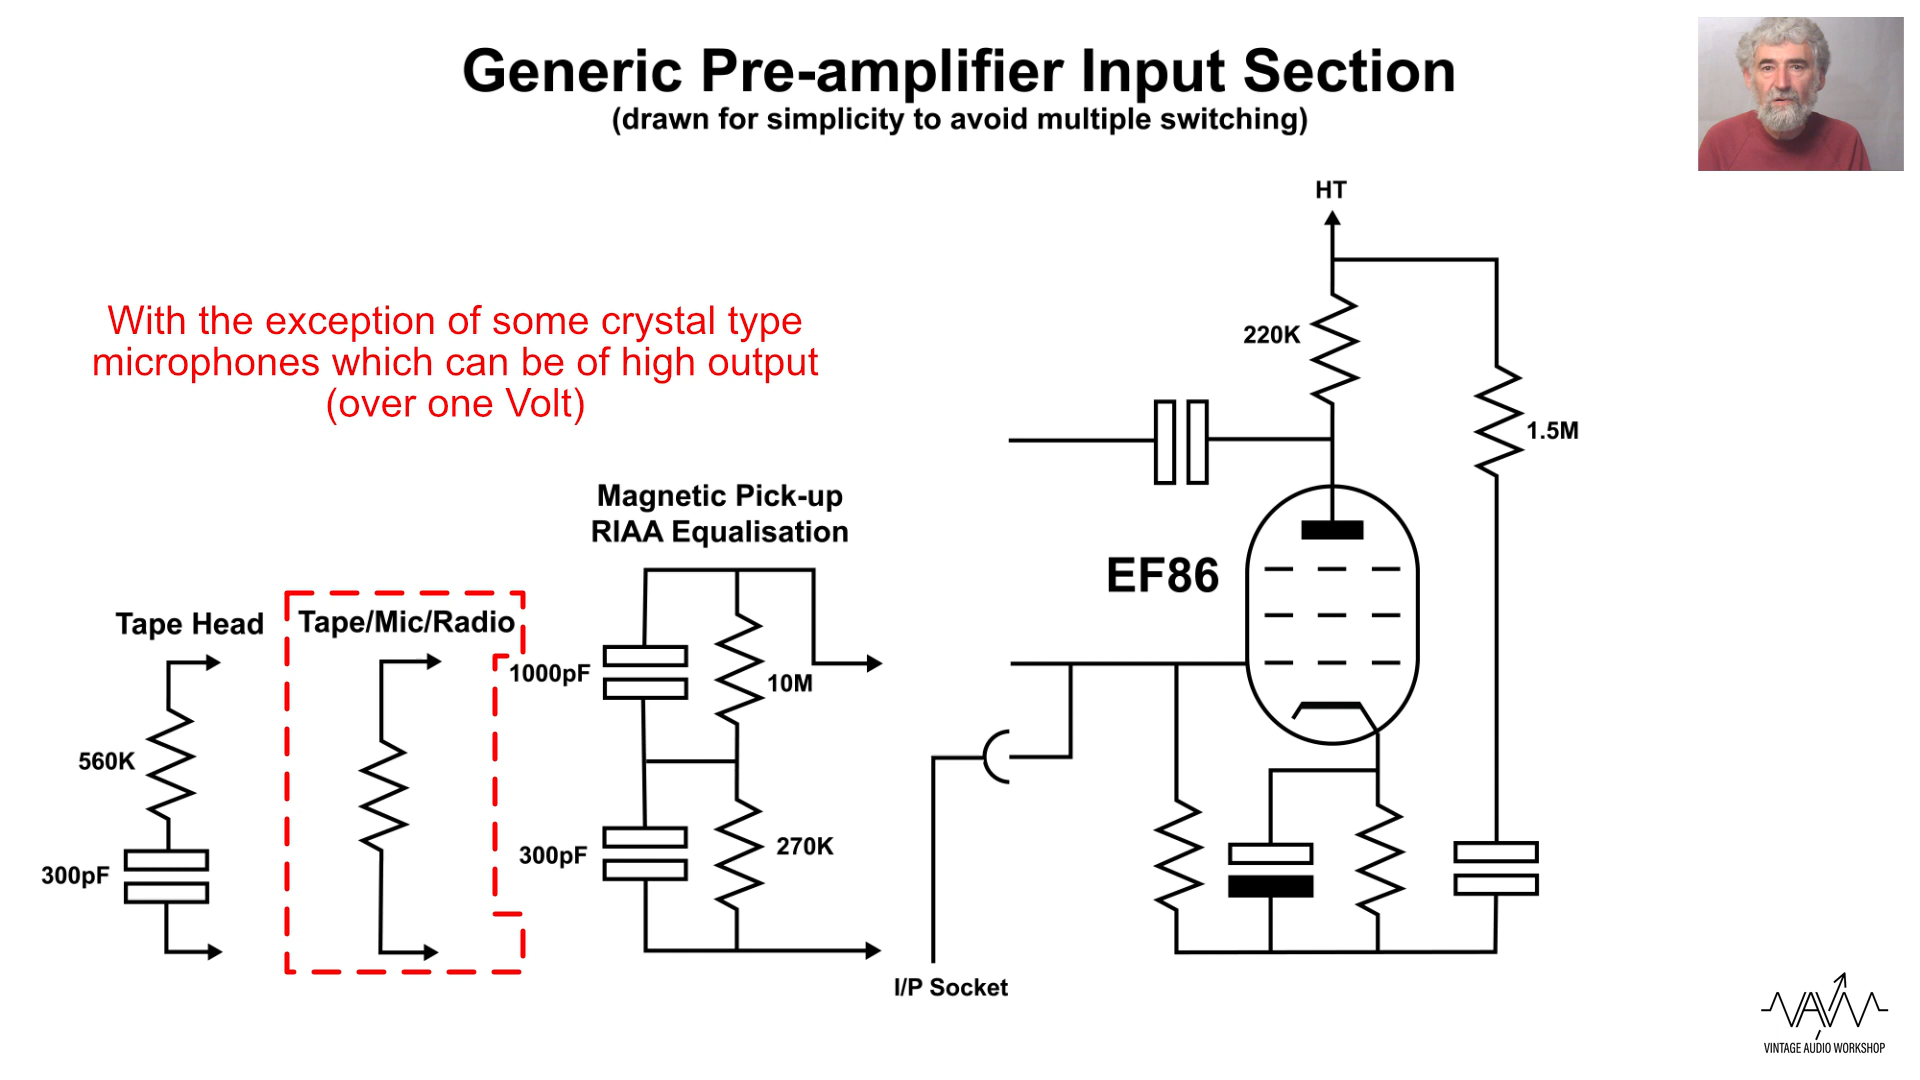 Generic Pre-amplifier Input Section
(drawn for simplicity to avoid multiple switching)
HT
With the exception of some crystal type
microphones which can be of high output
(over one Volt)
220K
1.5M
Magnetic Pick-up
RIAA Equalisation
EF86
Tape Head
Tape/Mic/Radio
1000pF
10M
560K
300pF
300pF
270K
I/P Socket
VAW
VINTAGE AUDIO WORKSHOP